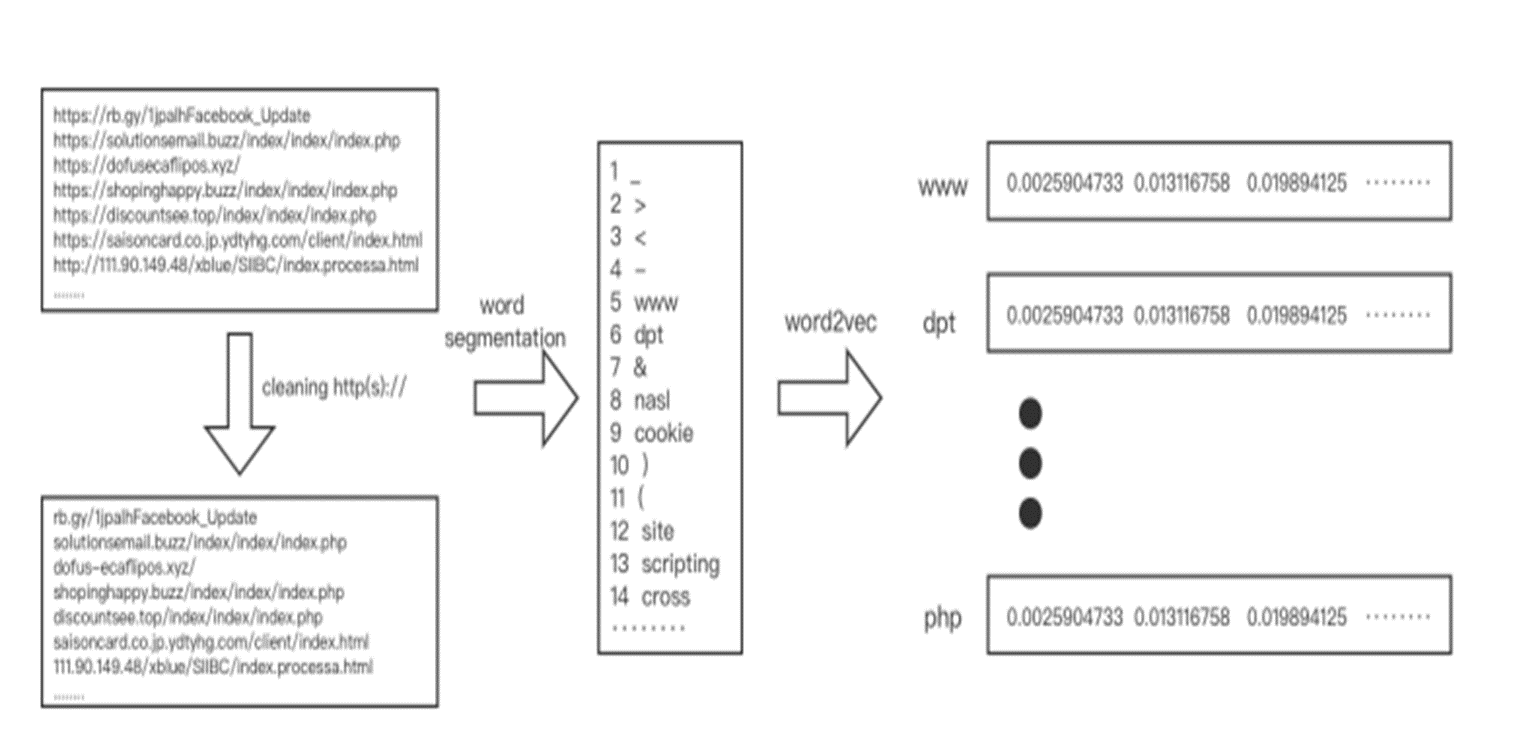 https://rb.gy/1jpalhFacebook_Update
https://solutionsemail.buzz/index/index/index.php
https://dofusecaflipos.xyz/
https://shopinghappy.buzz/index/index/index.php
https://discountsee.top/index/index/index.php
https://saisoncard.co.jp.ydtyhg.com/client/index.html
http://111.90.149.48/xblue/SIIBC/index.processa.html
........
cleaning http(s)://
rb.gy/1jpalhFacebook_Update
solutionsemail.buzz/index/index/index.php
dofus-ecaflipos.xyz/
shopinghappy.buzz/index/index/index.php
discountsee.top/index/index/index.php
saisoncard.co.jp.ydtyhg.com/client/index.html
111.90.149.48/xblue/SIIBC/index.processa.html
........
word
segmentation
1 _
2 >
3 <
4 –
5 www
6 dpt
7 &
8 nasl
9 cookie
10 )
11 (
12 site
13 scripting
14 cross
........
word2vec
www 0.0025904733 0.013116758 0.019894125 ........
dpt 0.0025904733 0.013116758 0.019894125 ........
php 0.0025904733 0.013116758 0.019894125 ........